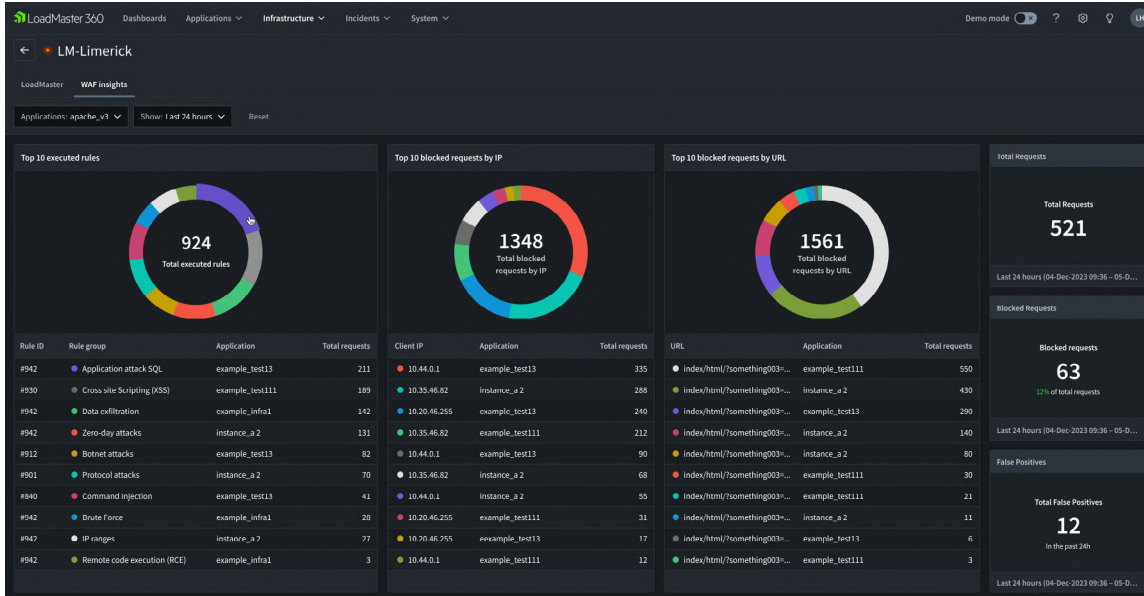 LoadMaster 360 Dashboards Applications Infrastructure Incidents System Demo mode ? LH
LM-Limerick
LoadMaster WAF insights
Applications: apache_v3 Show: Last 24 hours Reset
Top 10 executed rules
924
Total executed rules
Rule ID Rule group Application Total requests
#942 Application attack SQL example_test13 211
#930 Cross site Scripting (XSS) example_test111 189
#942 Data exfiltration example_infra1 142
#942 Zero-day attacks instance_a 2 131
#912 Botnet attacks example_test13 82
#901 Protocol attacks instance_a 2 70
#840 Command Injection example_test13 41
#942 Brute Force example_infra1 28
#942 IP ranges instance_a 2 27
#942 Remote code execution (RCE) example_infra1 3
Top 10 blocked requests by IP
1348
Total blocked
requests by IP
Client IP Application Total requests
10.44.0.1 example_test13 335
10.35.46.82 instance_a 2 288
10.20.46.255 example_test13 240
10.35.46.82 example_test111 212
10.44.0.1 example_test13 90
10.35.46.82 instance_a 2 68
10.44.0.1 instance_a 2 55
10.20.46.255 example_test111 31
10.20.46.255 eexample_test13 17
10.44.0.1 example_test111 12
Top 10 blocked requests by URL
1561
Total blocked
requests by URL
URL Application Total requests
index/html/?something003=... example_test111 550
index/html/?something003=... instance_a 2 430
index/html/?something003=... example_test13 290
index/html/?something003=... instance_a 2 140
index/html/?something003=... instance_a 2 80
index/html/?something003=... example_test111 30
index/html/?something003=... example_test111 21
index/html/?something003=... instance_a 2 11
index/html/?something003=... example_test13 6
index/html/?something003=... example_test111 3
Total Requests
Total Requests
521
Last 24 hours (04-Dec-2023 09:36 – 05-D...
Blocked Requests
Blocked requests
63
12% of total requests
Last 24 hours (04-Dec-2023 09:36 – 05-D...
False Positives
Total False Positives
12
In the past 24h
Last 24 hours (04-Dec-2023 09:36 – 05-D...